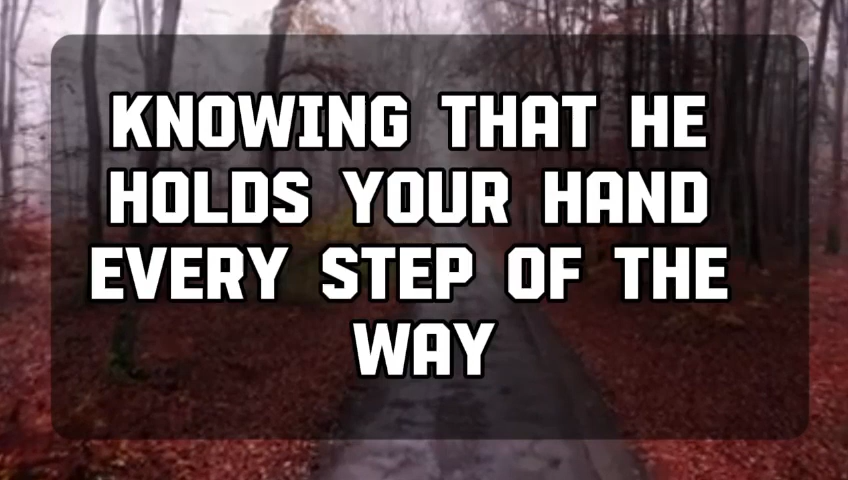 KNOWING THAT HE
HOLDS YOUR HAND
EVERY STEP OF THE
WAY